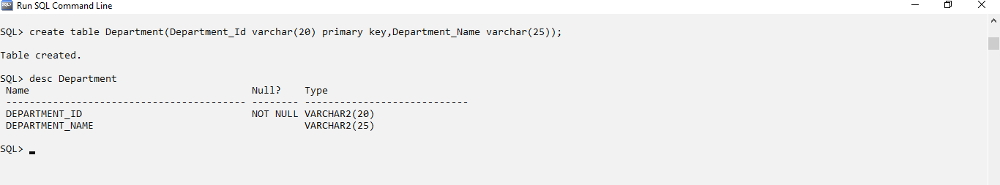 Run SQL Command Line
SQL> create table Department(Department_Id varchar(20) primary key,Department_Name varchar(25));
Table created.
SQL> desc Department
Name                                      Null?    Type
----------------------------------------- -------- ----------------------------
DEPARTMENT_ID                             NOT NULL VARCHAR2(20)
DEPARTMENT_NAME                                    VARCHAR2(25)
SQL>